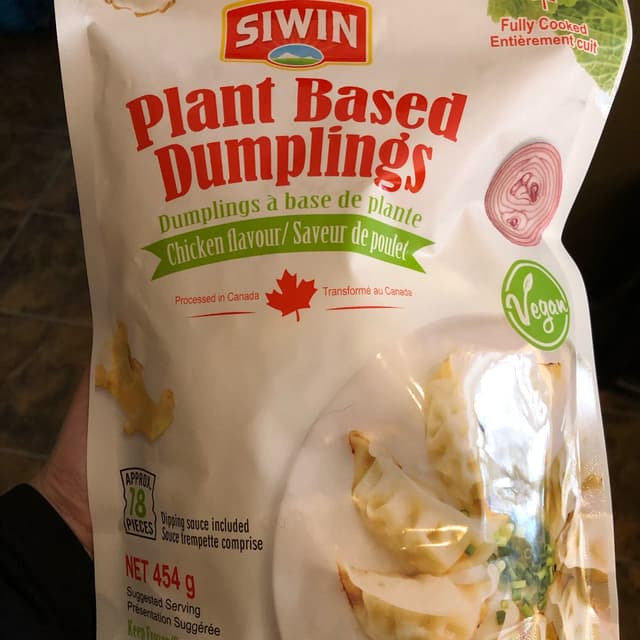 SIWIN
Fully Cooked
Entièrement cuit
Plant Based
Dumplings
Dumplings à base de plante
Chicken flavour/ Saveur de poulet
Processed in Canada
Transformé au Canada
Vegan
APPROX.
18
PIECES
Dipping sauce included
Sauce trempette comprise
NET 454 g
Suggested Serving
Présentation Suggérée